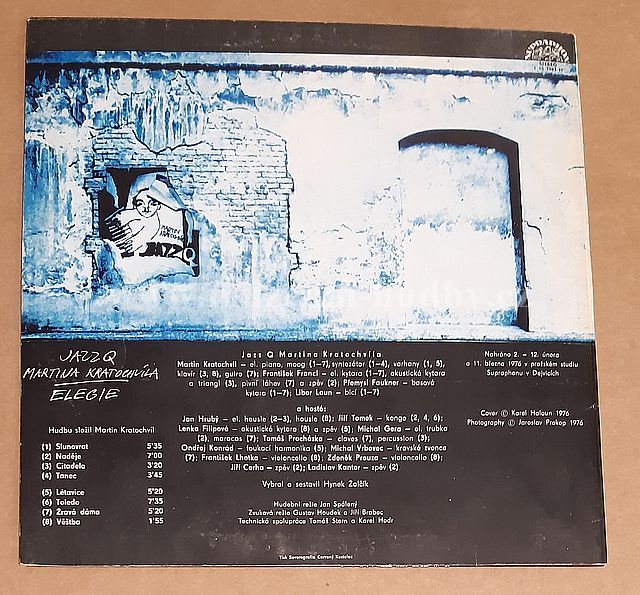 SUPRAPHON
STEREO
JAZZ Q
JAZZ Q
MARTINA KRATOCHVÍLA
ELEGIE
Hudbu složil Martin Kratochvíl
(1) Slunovrat 5'35
(2) Naděje 7'00
(3) Citadela 3'20
(4) Tanec 3'45
(5) Létavice 5'20
(6) Toledo 7'35
(7) Žravá dáma 5'20
(8) Věštba 1'55
Jazz Q Martina Kratochvíla
Martin Kratochvíl – el. piano, moog (1–7), syntezátor (1–4), varhany (1, 5),
klavír (3, 8), guiro (7); František Francl – el. kytara (1–7), akustická kytara
a triangl (3), pivní láhev (7) a zpěv (2); Přemysl Faukner – basová
kytara (1–7); Libor Laun – bicí (1–7)
a hosté:
Jan Hrubý – el. housle (2–3), housle (8); Jiří Tomek – konga (2, 4, 6);
Lenka Filipová – akustická kytara (8) a zpěv (5); Michal Gera – el. trubka
(2), maracas (7); Tomáš Procházka – claves (7), percussion (3);
Ondřej Konrád – foukací harmonika (5); Michal Vrbovec – kravské zvonce
(7); František Lhotka – violoncello (8); Zdeněk Prouza – violoncello (8);
Jiří Cerha – zpěv (2); Ladislav Kantor – zpěv (2)
Vybral a sestavil Hynek Žalčík
Hudební režie Jan Spálený
Zvuková režie Gustav Houdek a Jiří Brabec
Technická spolupráce Tomáš Stern a Karel Hodr
Nahráno 2. – 12. února
a 11. března 1976 v pražském studiu
Supraphonu v Dejvicích
Cover © Karel Haloun 1976
Photography © Jaroslav Prokop 1976